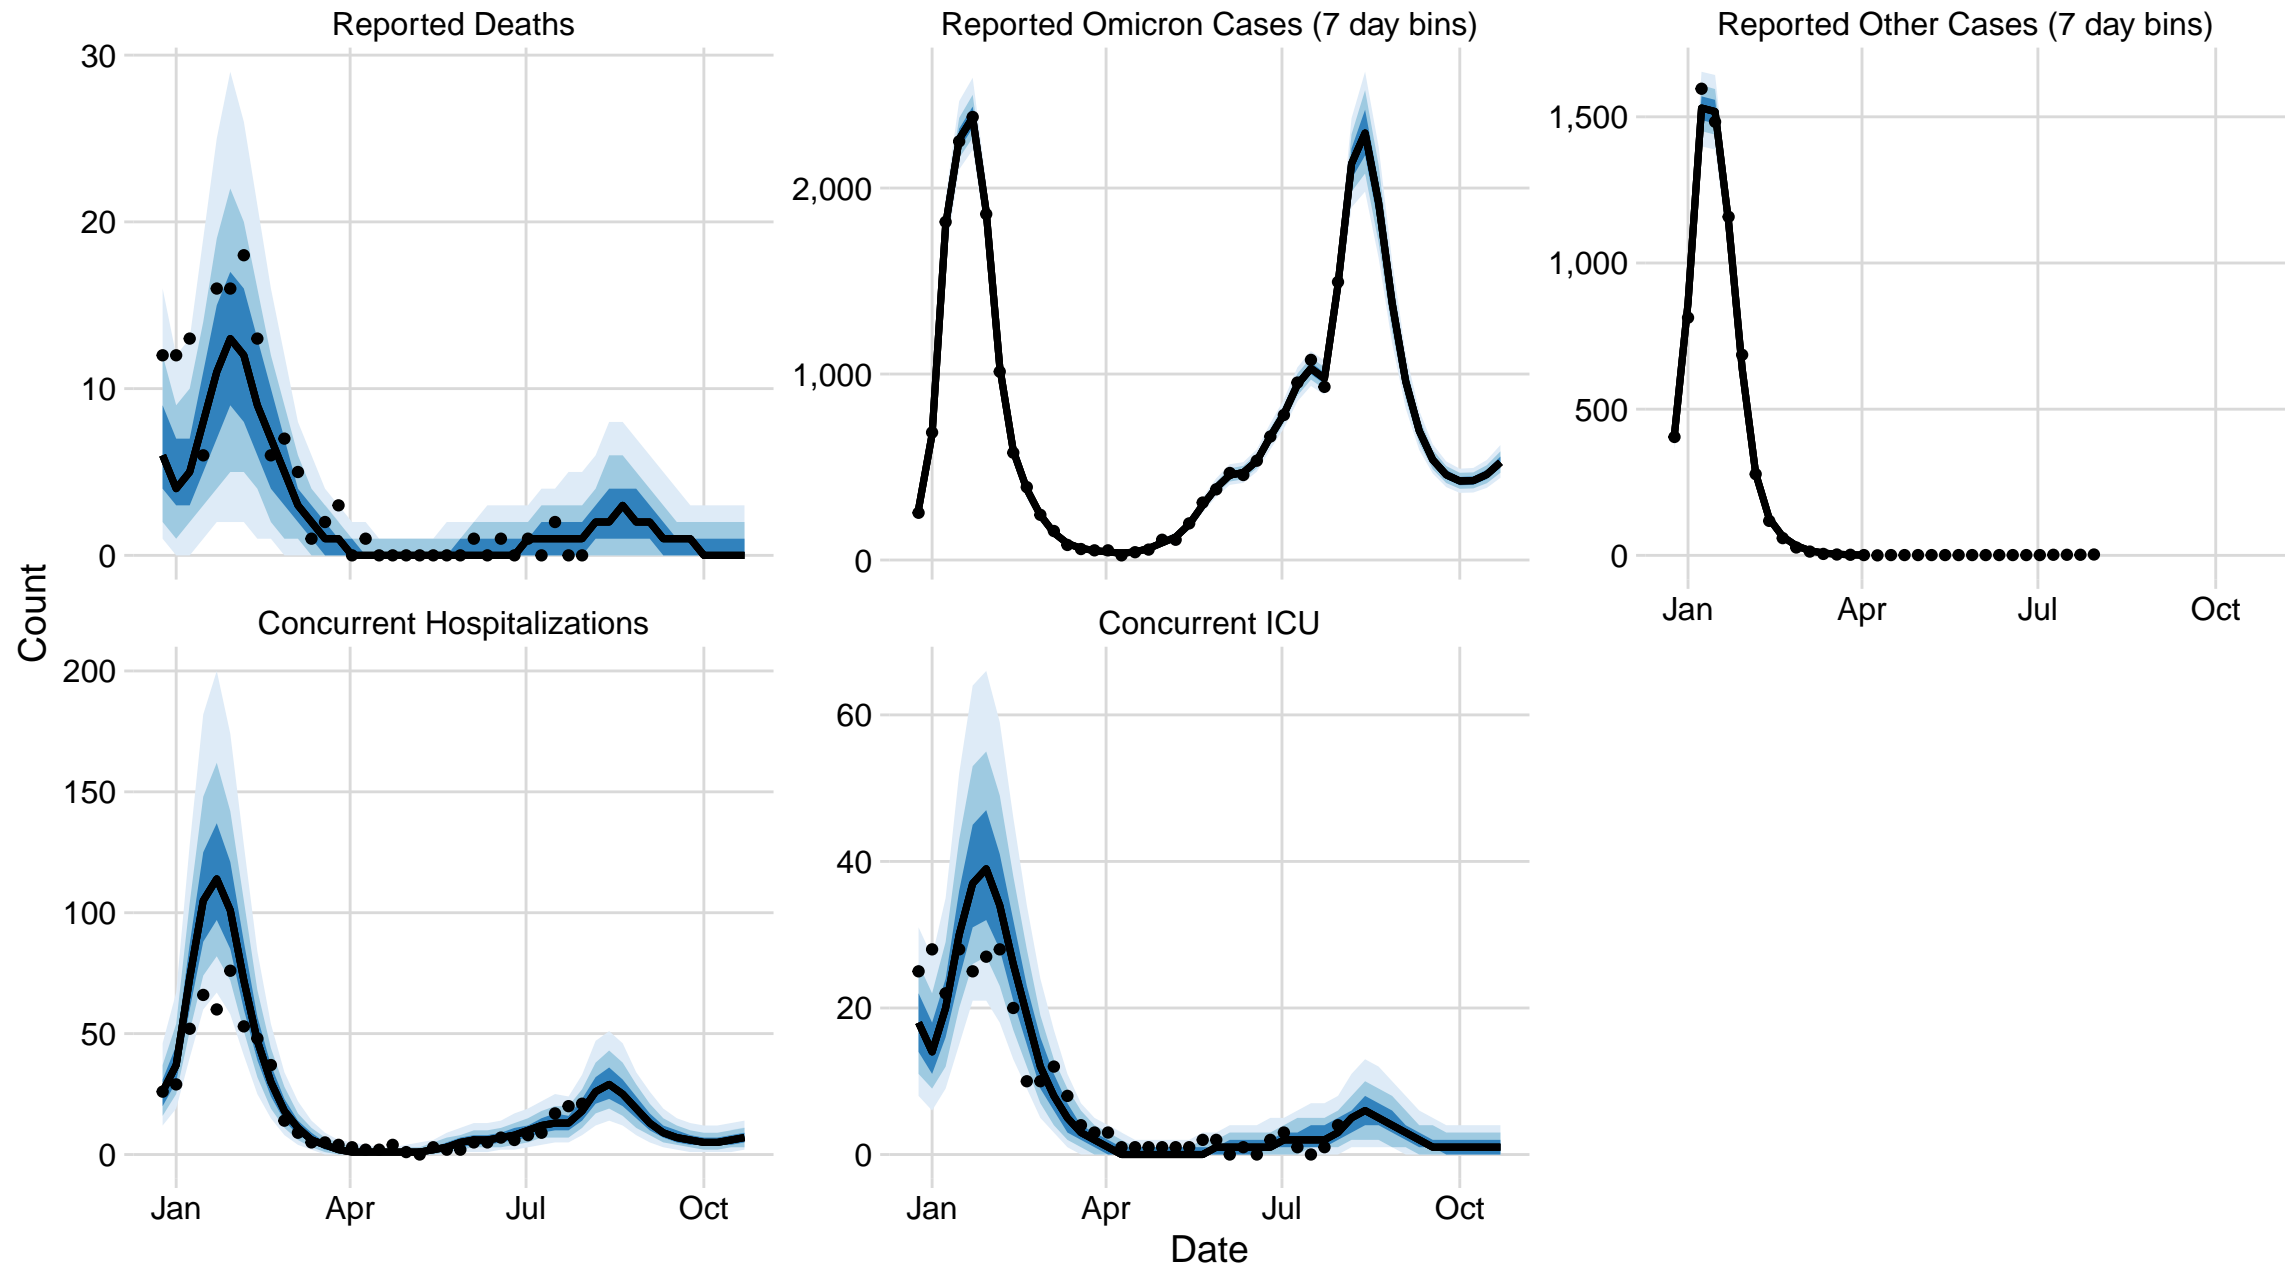 Reported Deaths
Reported Omicron Cases (7 day bins)
Reported Other Cases (7 day bins)
30
20
10
0
2,000
1,000
0
1,500
1,000
500
0
Jan Apr Jul Oct
Count
Concurrent Hospitalizations
Concurrent ICU
200
150
100
50
0
60
40
20
0
Jan Apr Jul Oct
Jan Apr Jul Oct
Date